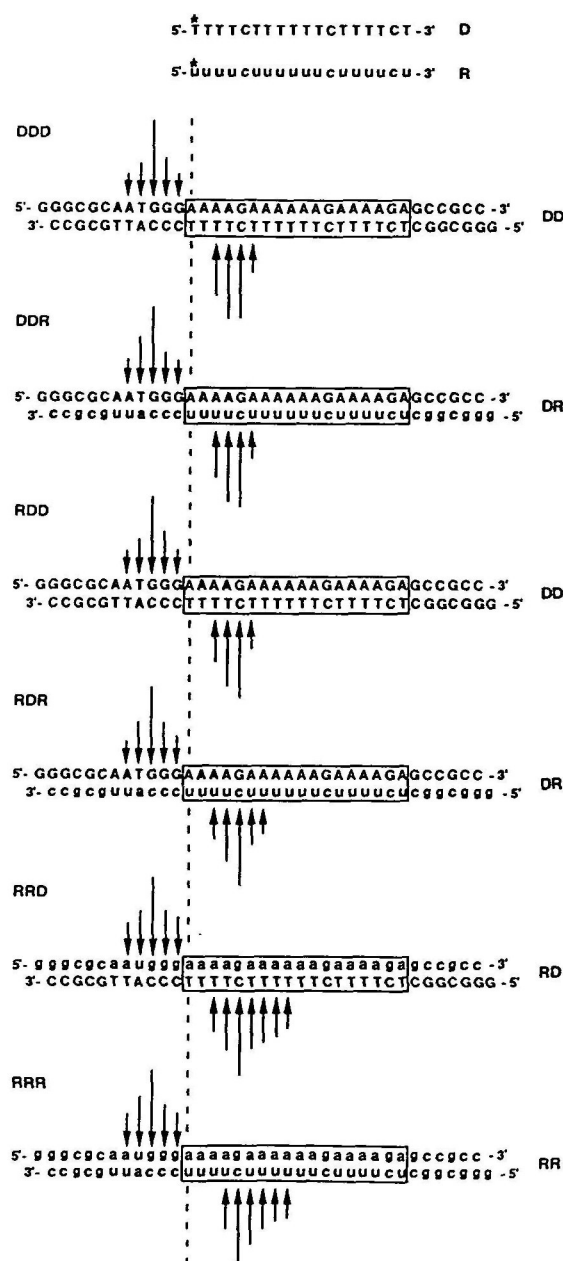 *
5'- TTTTCTTTTTTCTTTTCT -3' D
*
5'- uuuucuuuuuucuuuucu -3' R
DDD
5'- GGGCGCAATGGGAAAAGAAAAAAGAAAAGAGCCGCC -3'
3'- CCGCGTTACCCTTTTCTTTTTTCTTTTCTCGGCGGG -5'
DD
DDR
5'- GGGCGCAATGGGAAAAGAAAAAAGAAAAGAGCCGCC -3'
3'- ccgcguuacccuuuucuuuuuucuuuucucggcggg -5'
DR
RDD
5'- GGGCGCAATGGGAAAAGAAAAAAGAAAAGAGCCGCC -3'
3'- CCGCGTTACCCTTTTCTTTTTTCTTTTCTCGGCGGG -5'
DD
RDR
5'- GGGCGCAATGGGAAAAGAAAAAAGAAAAGAGCCGCC -3'
3'- ccgcguuacccuuuucuuuuuucuuuucucggcggg -5'
DR
RRD
5'- gggcgcaaugggaaaagaaaaaagaaaagagccgcc -3'
3'- CCGCGTTACCCTTTTCTTTTTTCTTTTCTCGGCGGG -5'
RD
RRR
5'- gggcgcaaugggaaaagaaaaaagaaaagagccgcc -3'
3'- ccgcguuacccuuuucuuuuuucuuuucucggcggg -5'
RR